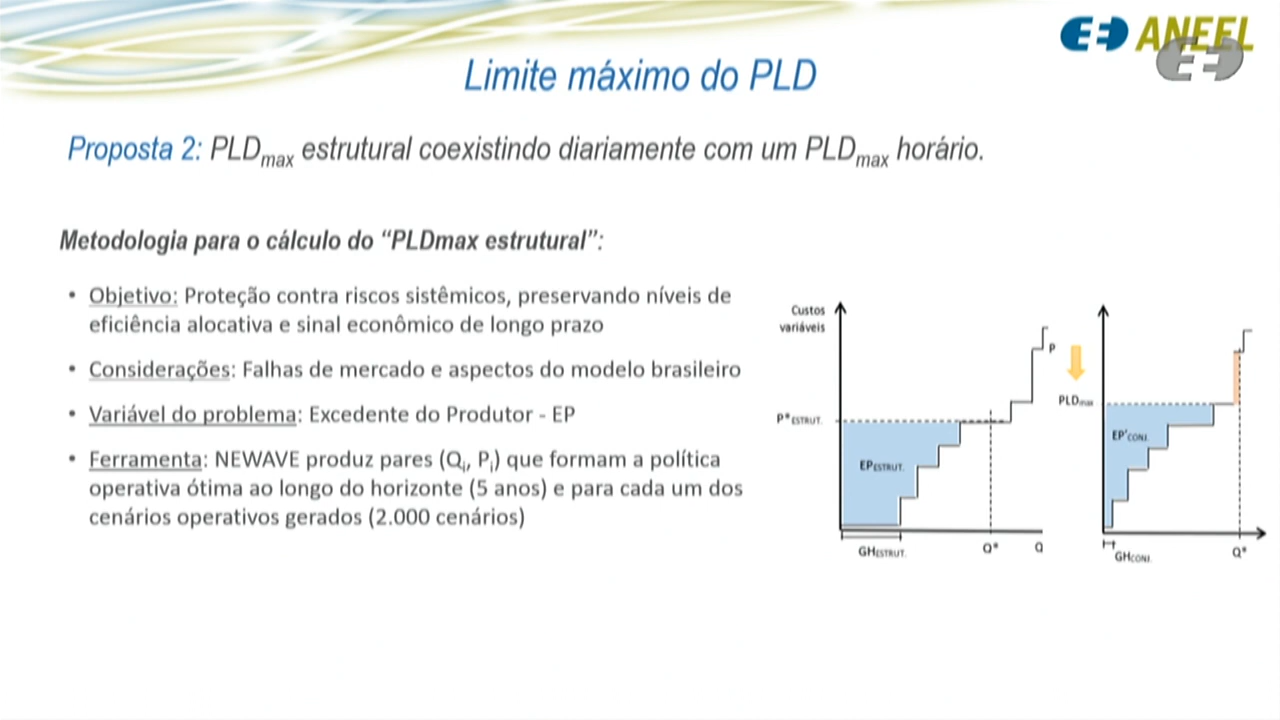 ANEEL
Limite máximo do PLD
Proposta 2: PLDmax estrutural coexistindo diariamente com um PLDmax horário.
Metodologia para o cálculo do “PLDmax estrutural”:
• Objetivo: Proteção contra riscos sistêmicos, preservando níveis de
eficiência alocativa e sinal econômico de longo prazo
• Considerações: Falhas de mercado e aspectos do modelo brasileiro
• Variável do problema: Excedente do Produtor - EP
• Ferramenta: NEWAVE produz pares (Qi, Pi) que formam a política
operativa ótima ao longo do horizonte (5 anos) e para cada um dos
cenários operativos gerados (2.000 cenários)
Custos
variáveis
P
P*ESTRUT.
EPESTRUT.
GHESTRUT.
Q*
Q
PLDmax
EP'CONJ.
GHCONJ.
Q*